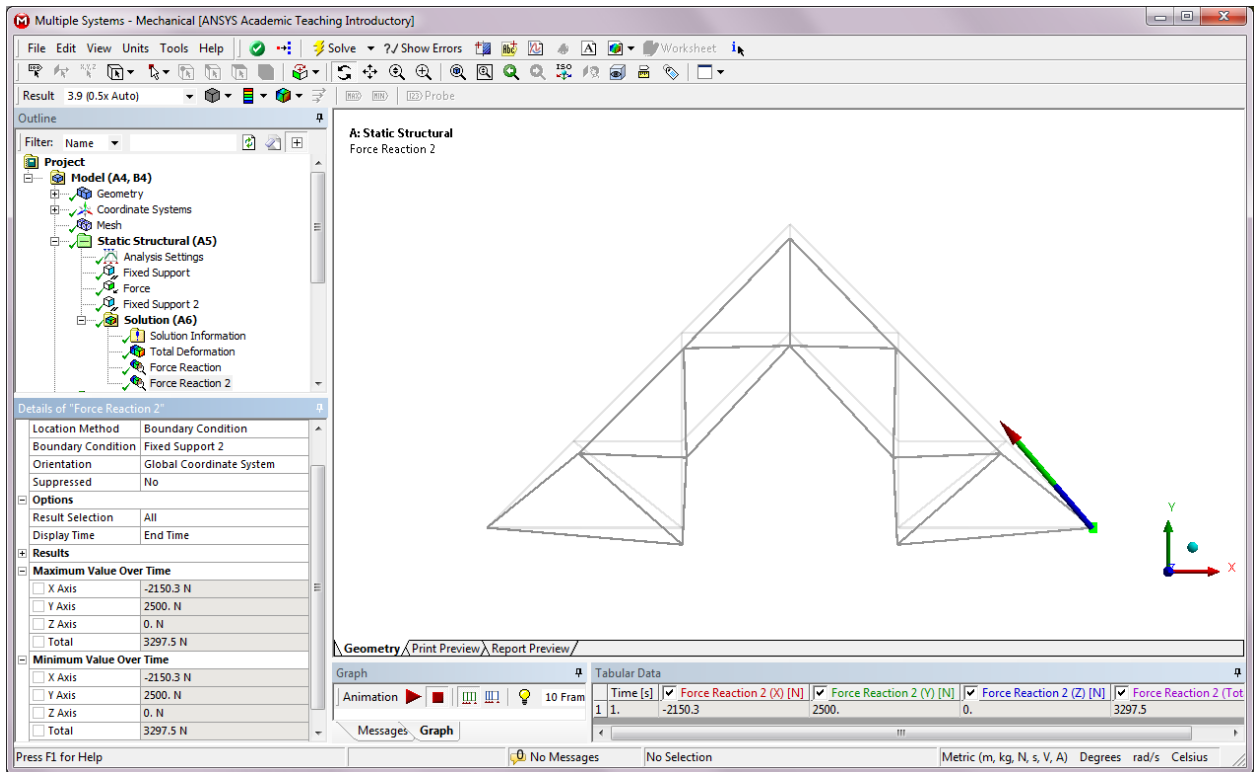 Multiple Systems - Mechanical [ANSYS Academic Teaching Introductory]
File Edit View Units Tools Help Solve ?/ Show Errors Worksheet
Result 3.9 (0.5x Auto) MAX MIN Probe
Outline
Filter: Name
Project
Model (A4, B4)
Geometry
Coordinate Systems
Mesh
Static Structural (A5)
Analysis Settings
Fixed Support
Force
Fixed Support 2
Solution (A6)
Solution Information
Total Deformation
Force Reaction
Force Reaction 2
Details of "Force Reaction 2"
Location Method Boundary Condition
Boundary Condition Fixed Support 2
Orientation Global Coordinate System
Suppressed No
Options
Result Selection All
Display Time End Time
Results
Maximum Value Over Time
X Axis -2150.3 N
Y Axis 2500. N
Z Axis 0. N
Total 3297.5 N
Minimum Value Over Time
X Axis -2150.3 N
Y Axis 2500. N
Z Axis 0. N
Total 3297.5 N
A: Static Structural
Force Reaction 2
Y
X
Z
Geometry Print Preview Report Preview
Graph
Animation 10 Fram
Messages Graph
Tabular Data
Time [s] Force Reaction 2 (X) [N] Force Reaction 2 (Y) [N] Force Reaction 2 (Z) [N] Force Reaction 2 (Tot
1 1. -2150.3 2500. 0. 3297.5
Press F1 for Help 0 No Messages No Selection Metric (m, kg, N, s, V, A) Degrees rad/s Celsius